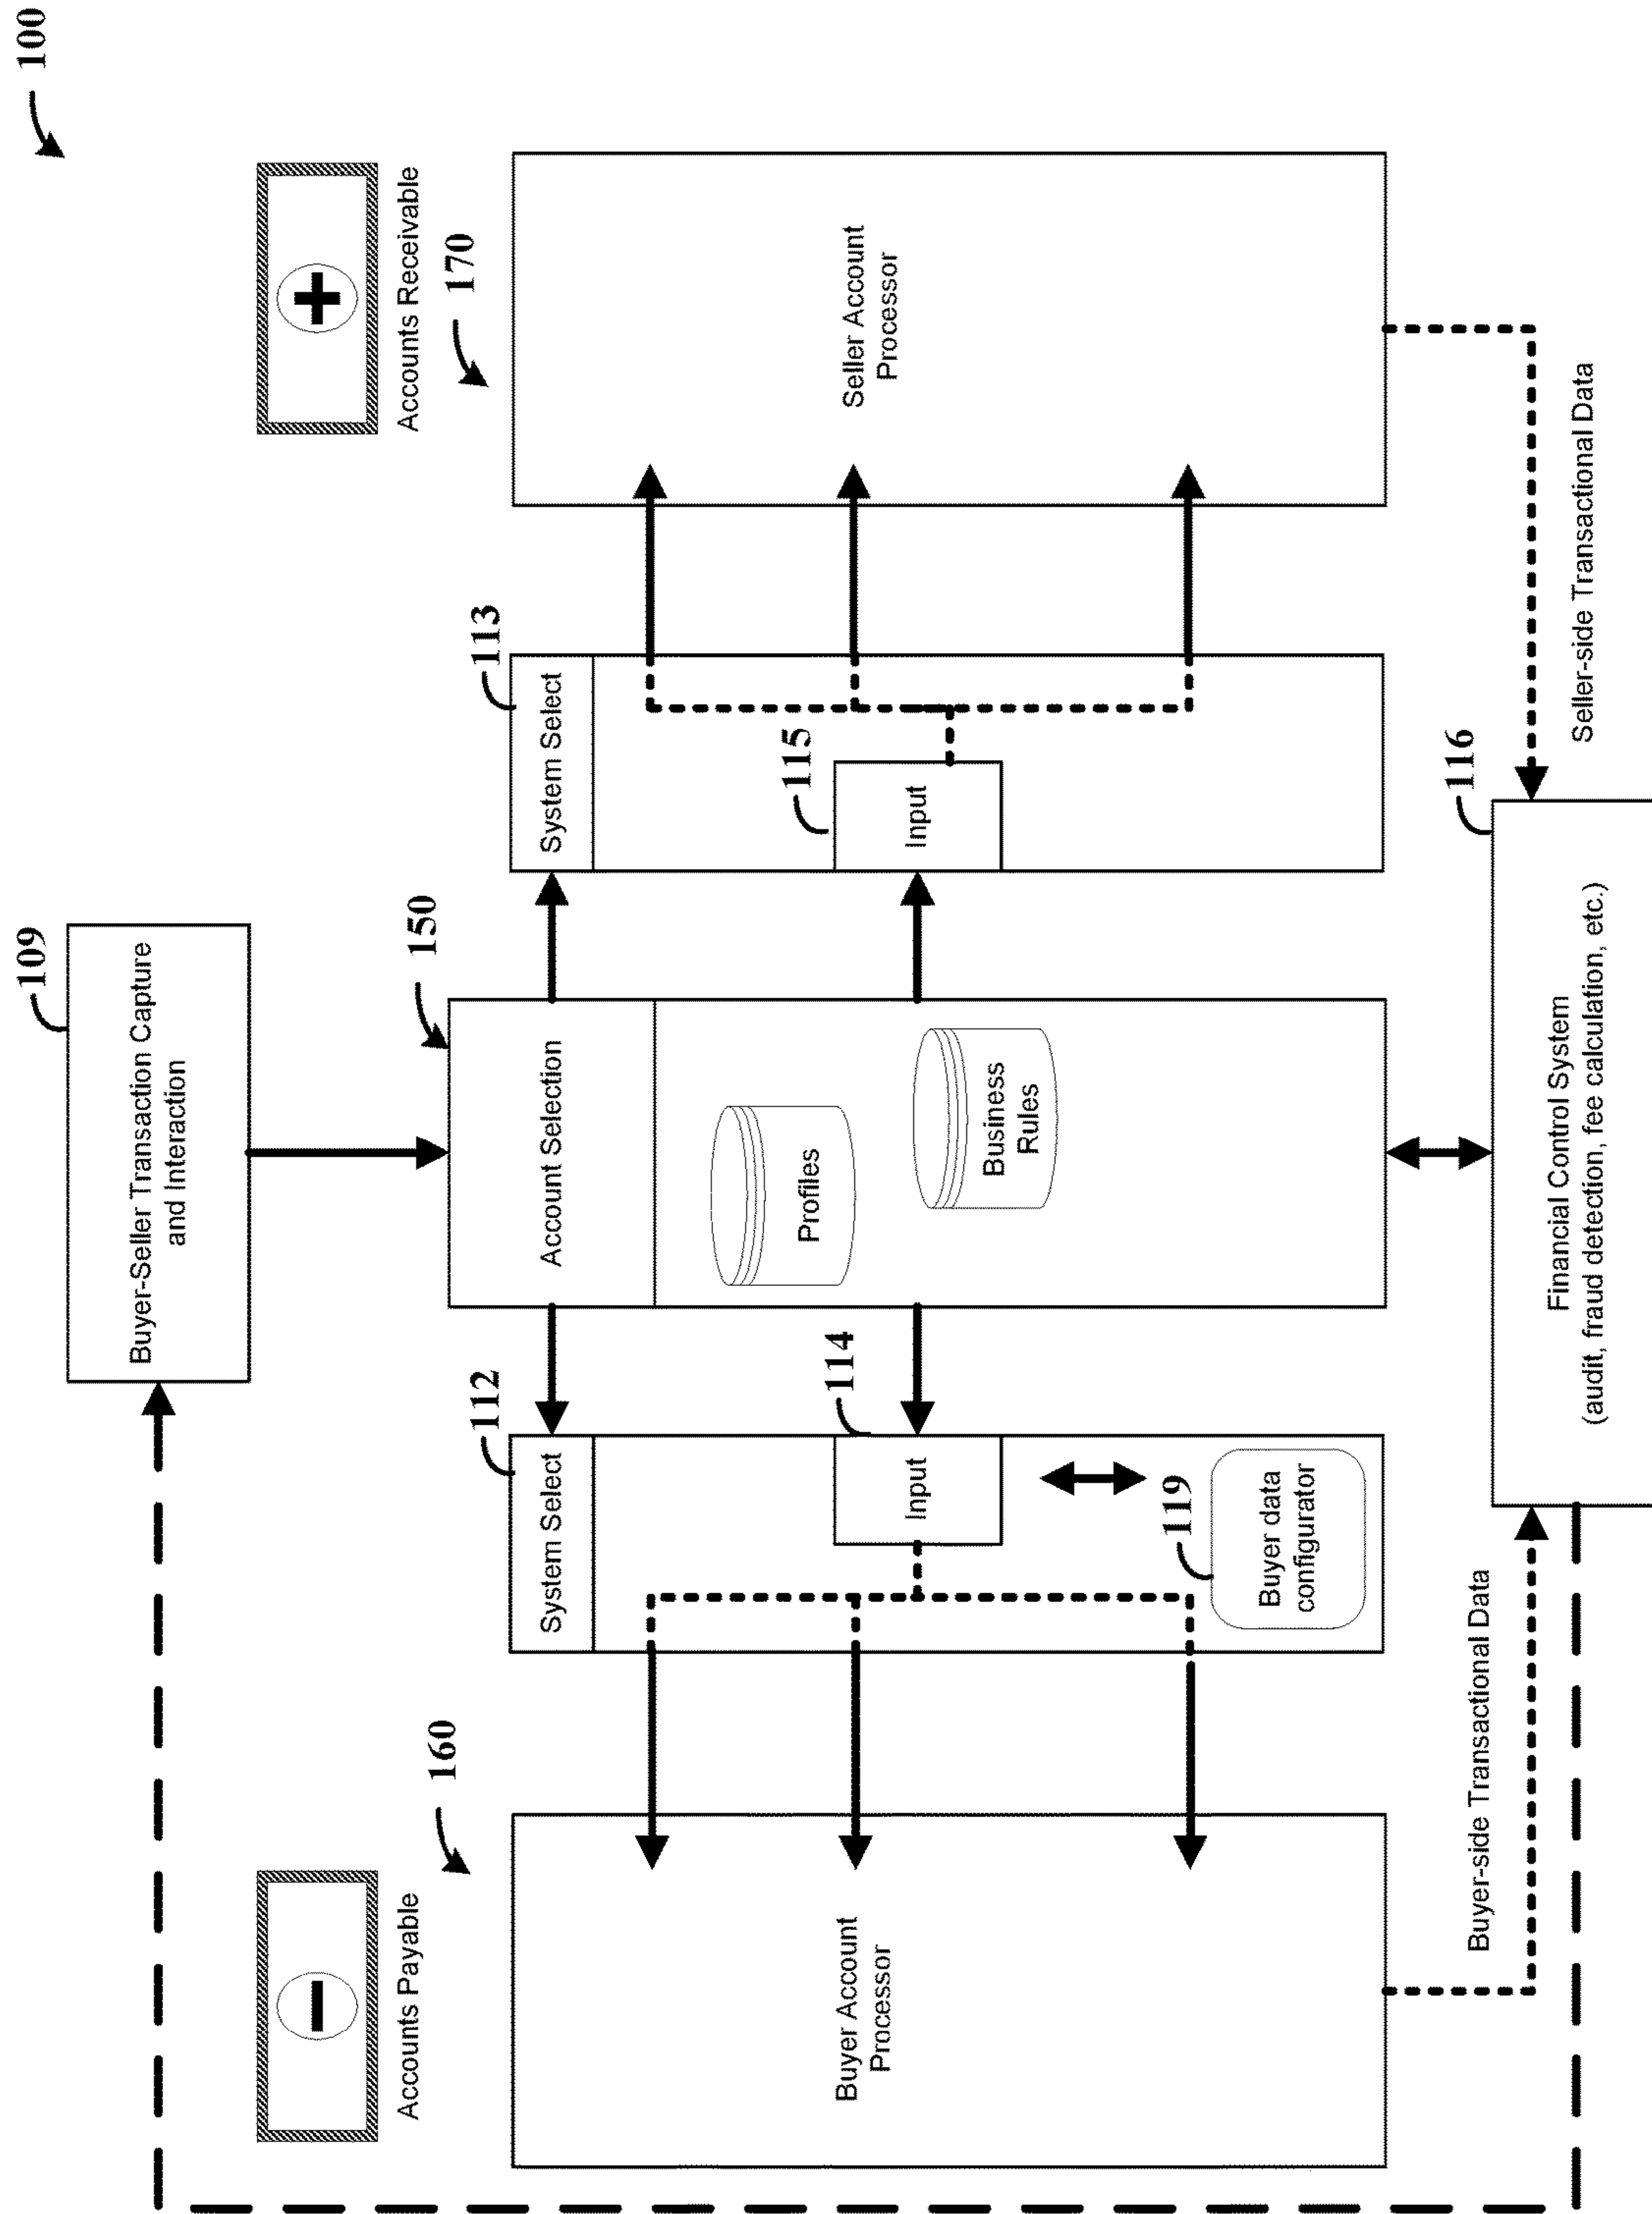 100
109
Buyer-Seller Transaction Capture
and Interaction
Accounts Payable
Accounts Receivable
160
112
150
113
170
System Select
Account Selection
System Select
Profiles
114
115
Buyer Account
Processor
Input
Business
Rules
Input
Seller Account
Processor
119
Buyer data
configurator
Buyer-side Transactional Data
116
Seller-side Transactional Data
Financial Control System
(audit, fraud detection, fee calculation, etc.)